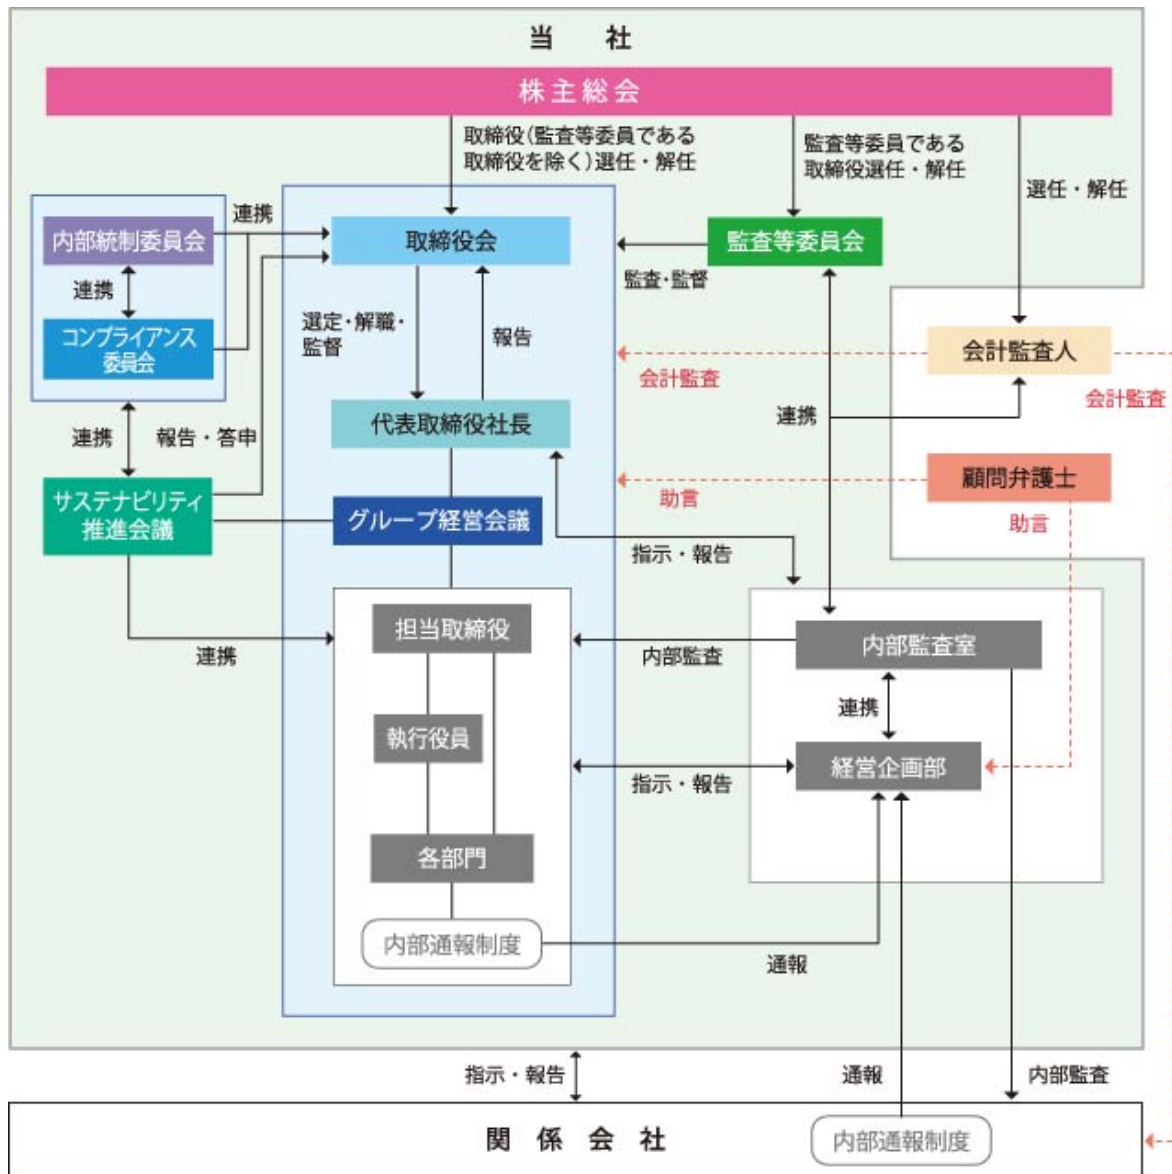 当　社
株主総会
取締役（監査等委員である
取締役を除く）選任・解任
監査等委員である
取締役選任・解任
選任・解任
内部統制委員会
連携
取締役会
監査等委員会
監査・監督
連携
コンプライアンス
委員会
選定・解職・
監督
報告
会計監査
会計監査人
会計監査
連携
報告・答申
代表取締役社長
連携
サステナビリティ
推進会議
グループ経営会議
助言
顧問弁護士
助言
指示・報告
連携
担当取締役
内部監査
内部監査室
連携
執行役員
指示・報告
経営企画部
各部門
内部通報制度
通報
指示・報告
通報
内部監査
関係会社
内部通報制度